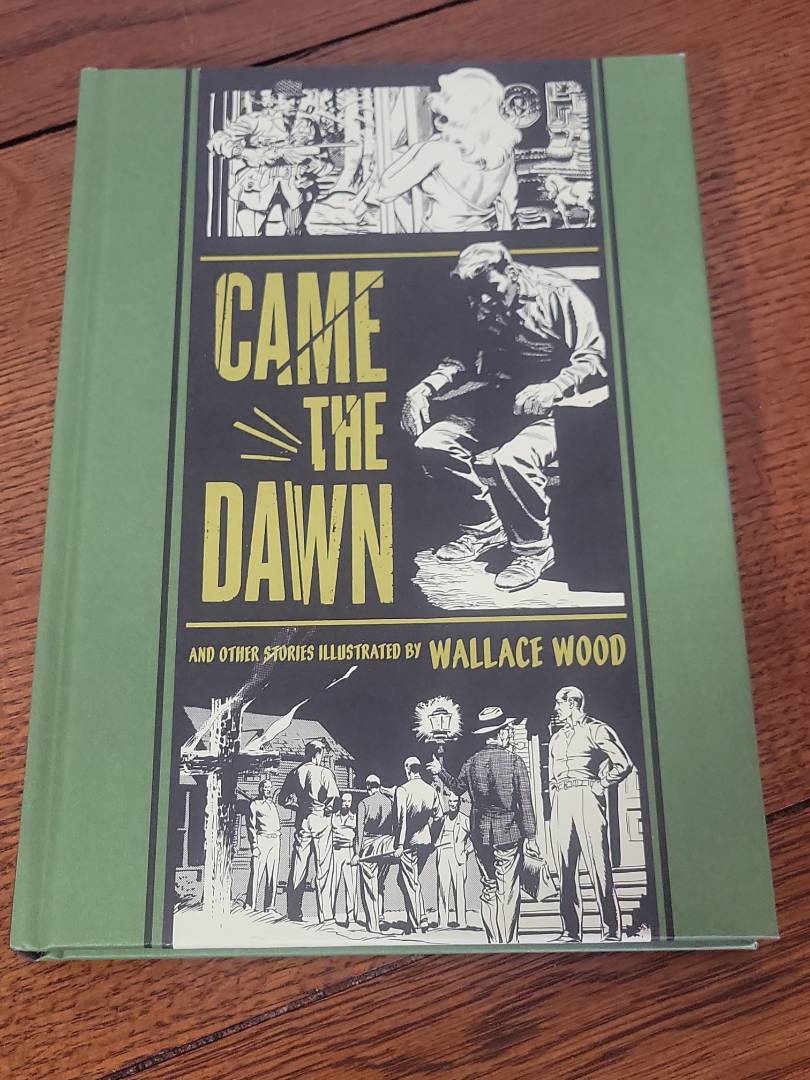 CAME
THE
DAWN
AND OTHER STORIES ILLUSTRATED BY WALLACE WOOD